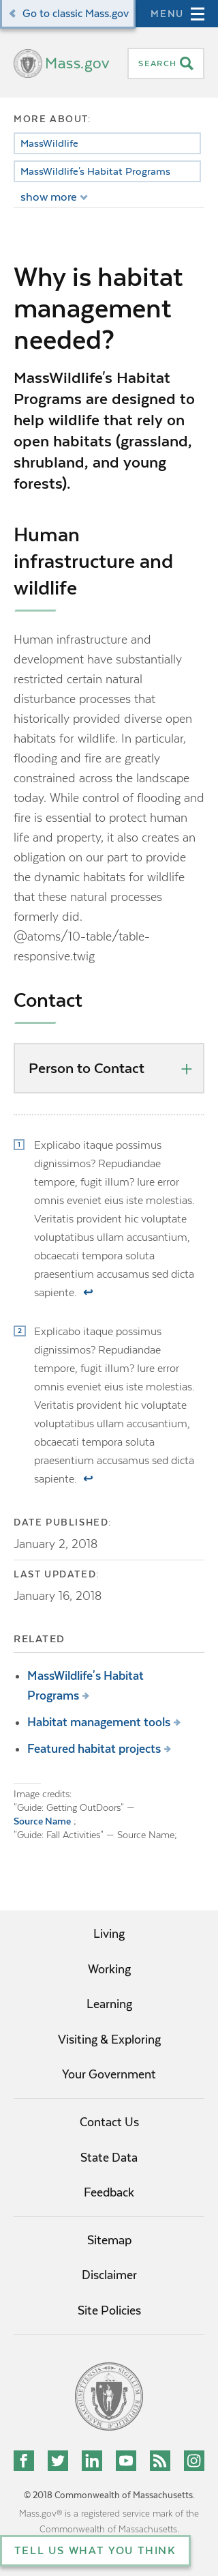 Go to classic Mass.gov
MENU
Mass.gov
SEARCH
MORE ABOUT:
MassWildlife
MassWildlife's Habitat Programs
show more
Why is habitat
management
needed?
MassWildlife's Habitat
Programs are designed to
help wildlife that rely on
open habitats (grassland,
shrubland, and young
forests).
Human
infrastructure and
wildlife
Human infrastructure and
development have substantially
restricted certain natural
disturbance processes that
historically provided diverse open
habitats for wildlife. In particular,
flooding and fire are greatly
constrained across the landscape
today. While control of flooding and
fire is essential to protect human
life and property, it also creates an
obligation on our part to provide
the dynamic habitats for wildlife
that these natural processes
formerly did.
@atoms/10-table/table-
responsive.twig
Contact
Person to Contact
1 Explicabo itaque possimus
dignissimos? Repudiandae
tempore, fugit illum? Iure error
omnis eveniet eius iste molestias.
Veritatis provident hic voluptate
voluptatibus ullam accusantium,
obcaecati tempora soluta
praesentium accusamus sed dicta
sapiente. ↩
2 Explicabo itaque possimus
dignissimos? Repudiandae
tempore, fugit illum? Iure error
omnis eveniet eius iste molestias.
Veritatis provident hic voluptate
voluptatibus ullam accusantium,
obcaecati tempora soluta
praesentium accusamus sed dicta
sapiente. ↩
DATE PUBLISHED:
January 2, 2018
LAST UPDATED:
January 16, 2018
RELATED
MassWildlife's Habitat
Programs
Habitat management tools
Featured habitat projects
Image credits:
"Guide: Getting OutDoors" —
Source Name ;
"Guide: Fall Activities" — Source Name;
Living
Working
Learning
Visiting & Exploring
Your Government
Contact Us
State Data
Feedback
Sitemap
Disclaimer
Site Policies
© 2018 Commonwealth of Massachusetts.
Mass.gov® is a registered service mark of the
Commonwealth of Massachusetts.
TELL US WHAT YOU THINK